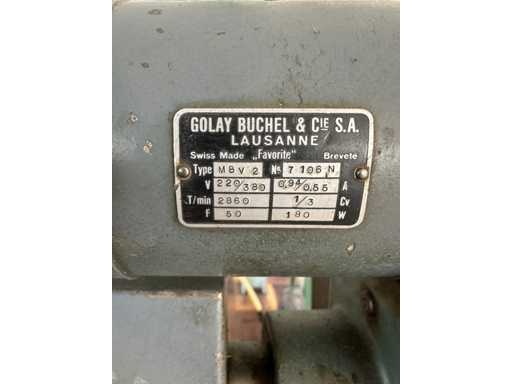 GOLAY BUCHEL & CIE S.A.
LAUSANNE
Swiss Made „Favorite" Breveté
Type MBV 2 No. 7106 N
V 220/380 0,94/0,55 A
T/min 2860 1/3 Cv
F 50 180 W